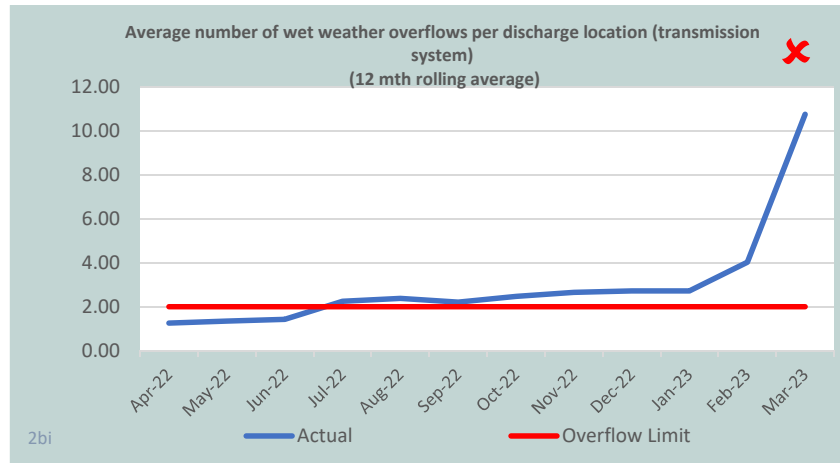 Average number of wet weather overflows per discharge location (transmission
system)
(12 mth rolling average)
12.00
10.00
8.00
6.00
4.00
2.00
0.00
Apr-22 May-22 Jun-22 Jul-22 Aug-22 Sep-22 Oct-22 Nov-22 Dec-22 Jan-23 Feb-23 Mar-23
2bi
Actual Overflow Limit